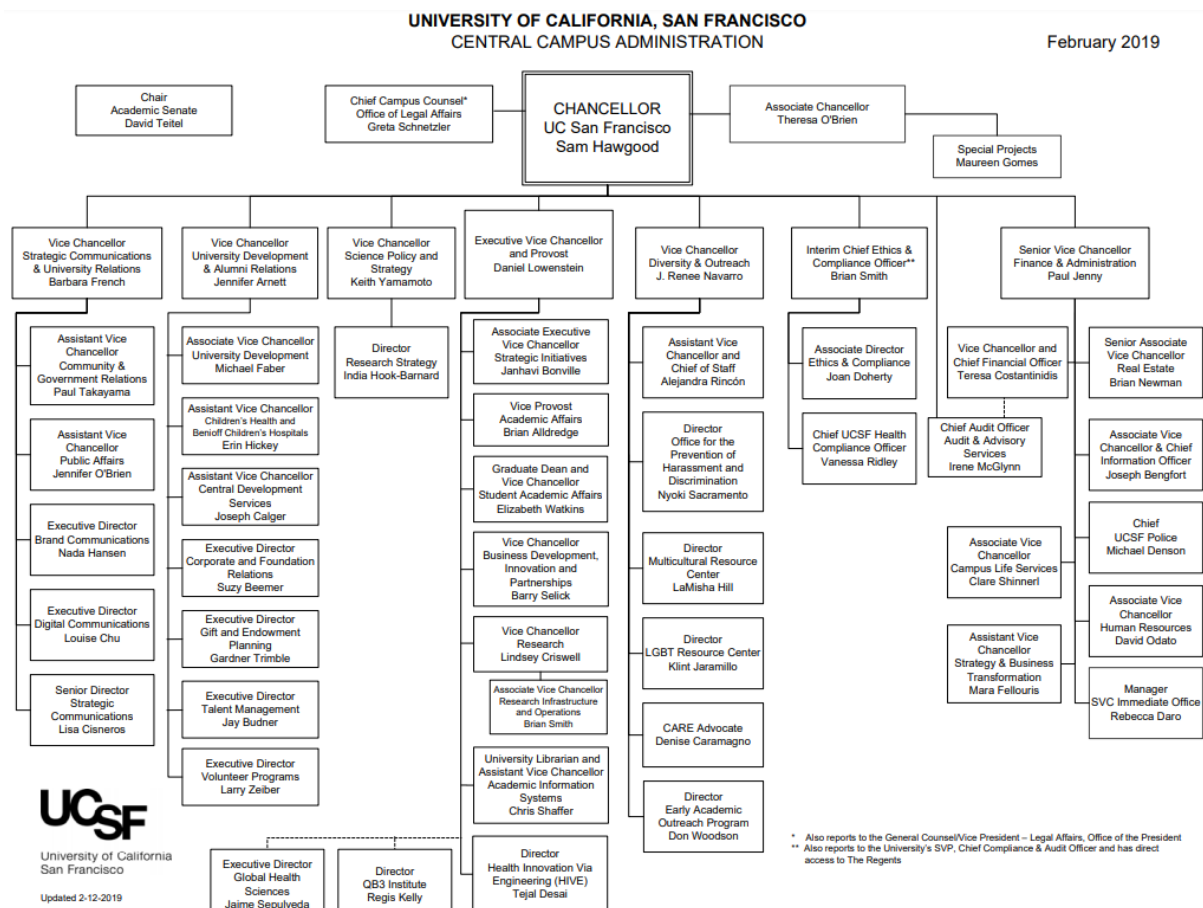 UNIVERSITY OF CALIFORNIA, SAN FRANCISCO
CENTRAL CAMPUS ADMINISTRATION
February 2019
Chair
Academic Senate
David Teitel
Chief Campus Counsel*
Office of Legal Affairs
Greta Schnetzler
CHANCELLOR
UC San Francisco
Sam Hawgood
Associate Chancellor
Theresa O'Brien
Special Projects
Maureen Gomes
Vice Chancellor
Strategic Communications
& University Relations
Barbara French
Vice Chancellor
University Development
& Alumni Relations
Jennifer Arnett
Vice Chancellor
Science Policy and
Strategy
Keith Yamamoto
Executive Vice Chancellor
and Provost
Daniel Lowenstein
Vice Chancellor
Diversity & Outreach
J. Renee Navarro
Interim Chief Ethics &
Compliance Officer**
Brian Smith
Senior Vice Chancellor
Finance & Administration
Paul Jenny
Assistant Vice
Chancellor
Community &
Government Relations
Paul Takayama
Assistant Vice
Chancellor
Public Affairs
Jennifer O'Brien
Executive Director
Brand Communications
Nada Hansen
Executive Director
Digital Communications
Louise Chu
Senior Director
Strategic
Communications
Lisa Cisneros
Associate Vice Chancellor
University Development
Michael Faber
Assistant Vice Chancellor
Children's Health and
Benioff Children's Hospitals
Erin Hickey
Assistant Vice Chancellor
Central Development
Services
Joseph Calger
Executive Director
Corporate and Foundation
Relations
Suzy Beemer
Executive Director
Gift and Endowment
Planning
Gardner Trimble
Executive Director
Talent Management
Jay Budner
Executive Director
Volunteer Programs
Larry Zeiber
Director
Research Strategy
India Hook-Barnard
Associate Executive
Vice Chancellor
Strategic Initiatives
Janhavi Bonville
Vice Provost
Academic Affairs
Brian Alldredge
Graduate Dean and
Vice Chancellor
Student Academic Affairs
Elizabeth Watkins
Vice Chancellor
Business Development,
Innovation and
Partnerships
Barry Selick
Vice Chancellor
Research
Lindsey Criswell
Associate Vice Chancellor
Research Infrastructure
and Operations
Brian Smith
University Librarian and
Assistant Vice Chancellor
Academic Information
Systems
Chris Shaffer
Director
Health Innovation Via
Engineering (HIVE)
Tejal Desai
Executive Director
Global Health
Sciences
Jaime Sepulveda
Director
QB3 Institute
Regis Kelly
Assistant Vice
Chancellor and
Chief of Staff
Alejandra Rincón
Director
Office for the
Prevention of
Harassment and
Discrimination
Nyoki Sacramento
Director
Multicultural Resource
Center
LaMisha Hill
Director
LGBT Resource Center
Klint Jaramillo
CARE Advocate
Denise Caramagno
Director
Early Academic
Outreach Program
Don Woodson
Associate Director
Ethics & Compliance
Joan Doherty
Chief UCSF Health
Compliance Officer
Vanessa Ridley
Vice Chancellor and
Chief Financial Officer
Teresa Costantinidis
Chief Audit Officer
Audit & Advisory
Services
Irene McGlynn
Associate Vice
Chancellor
Campus Life Services
Clare Shinnerl
Assistant Vice
Chancellor
Strategy & Business
Transformation
Mara Fellouris
Senior Associate
Vice Chancellor
Real Estate
Brian Newman
Associate Vice
Chancellor & Chief
Information Officer
Joseph Bengfort
Chief
UCSF Police
Michael Denson
Associate Vice
Chancellor
Human Resources
David Odato
Manager
SVC Immediate Office
Rebecca Daro
UCSF
University of California
San Francisco
Updated 2-12-2019
* Also reports to the General Counsel/Vice President – Legal Affairs, Office of the President
** Also reports to the University's SVP, Chief Compliance & Audit Officer and has direct
access to The Regents